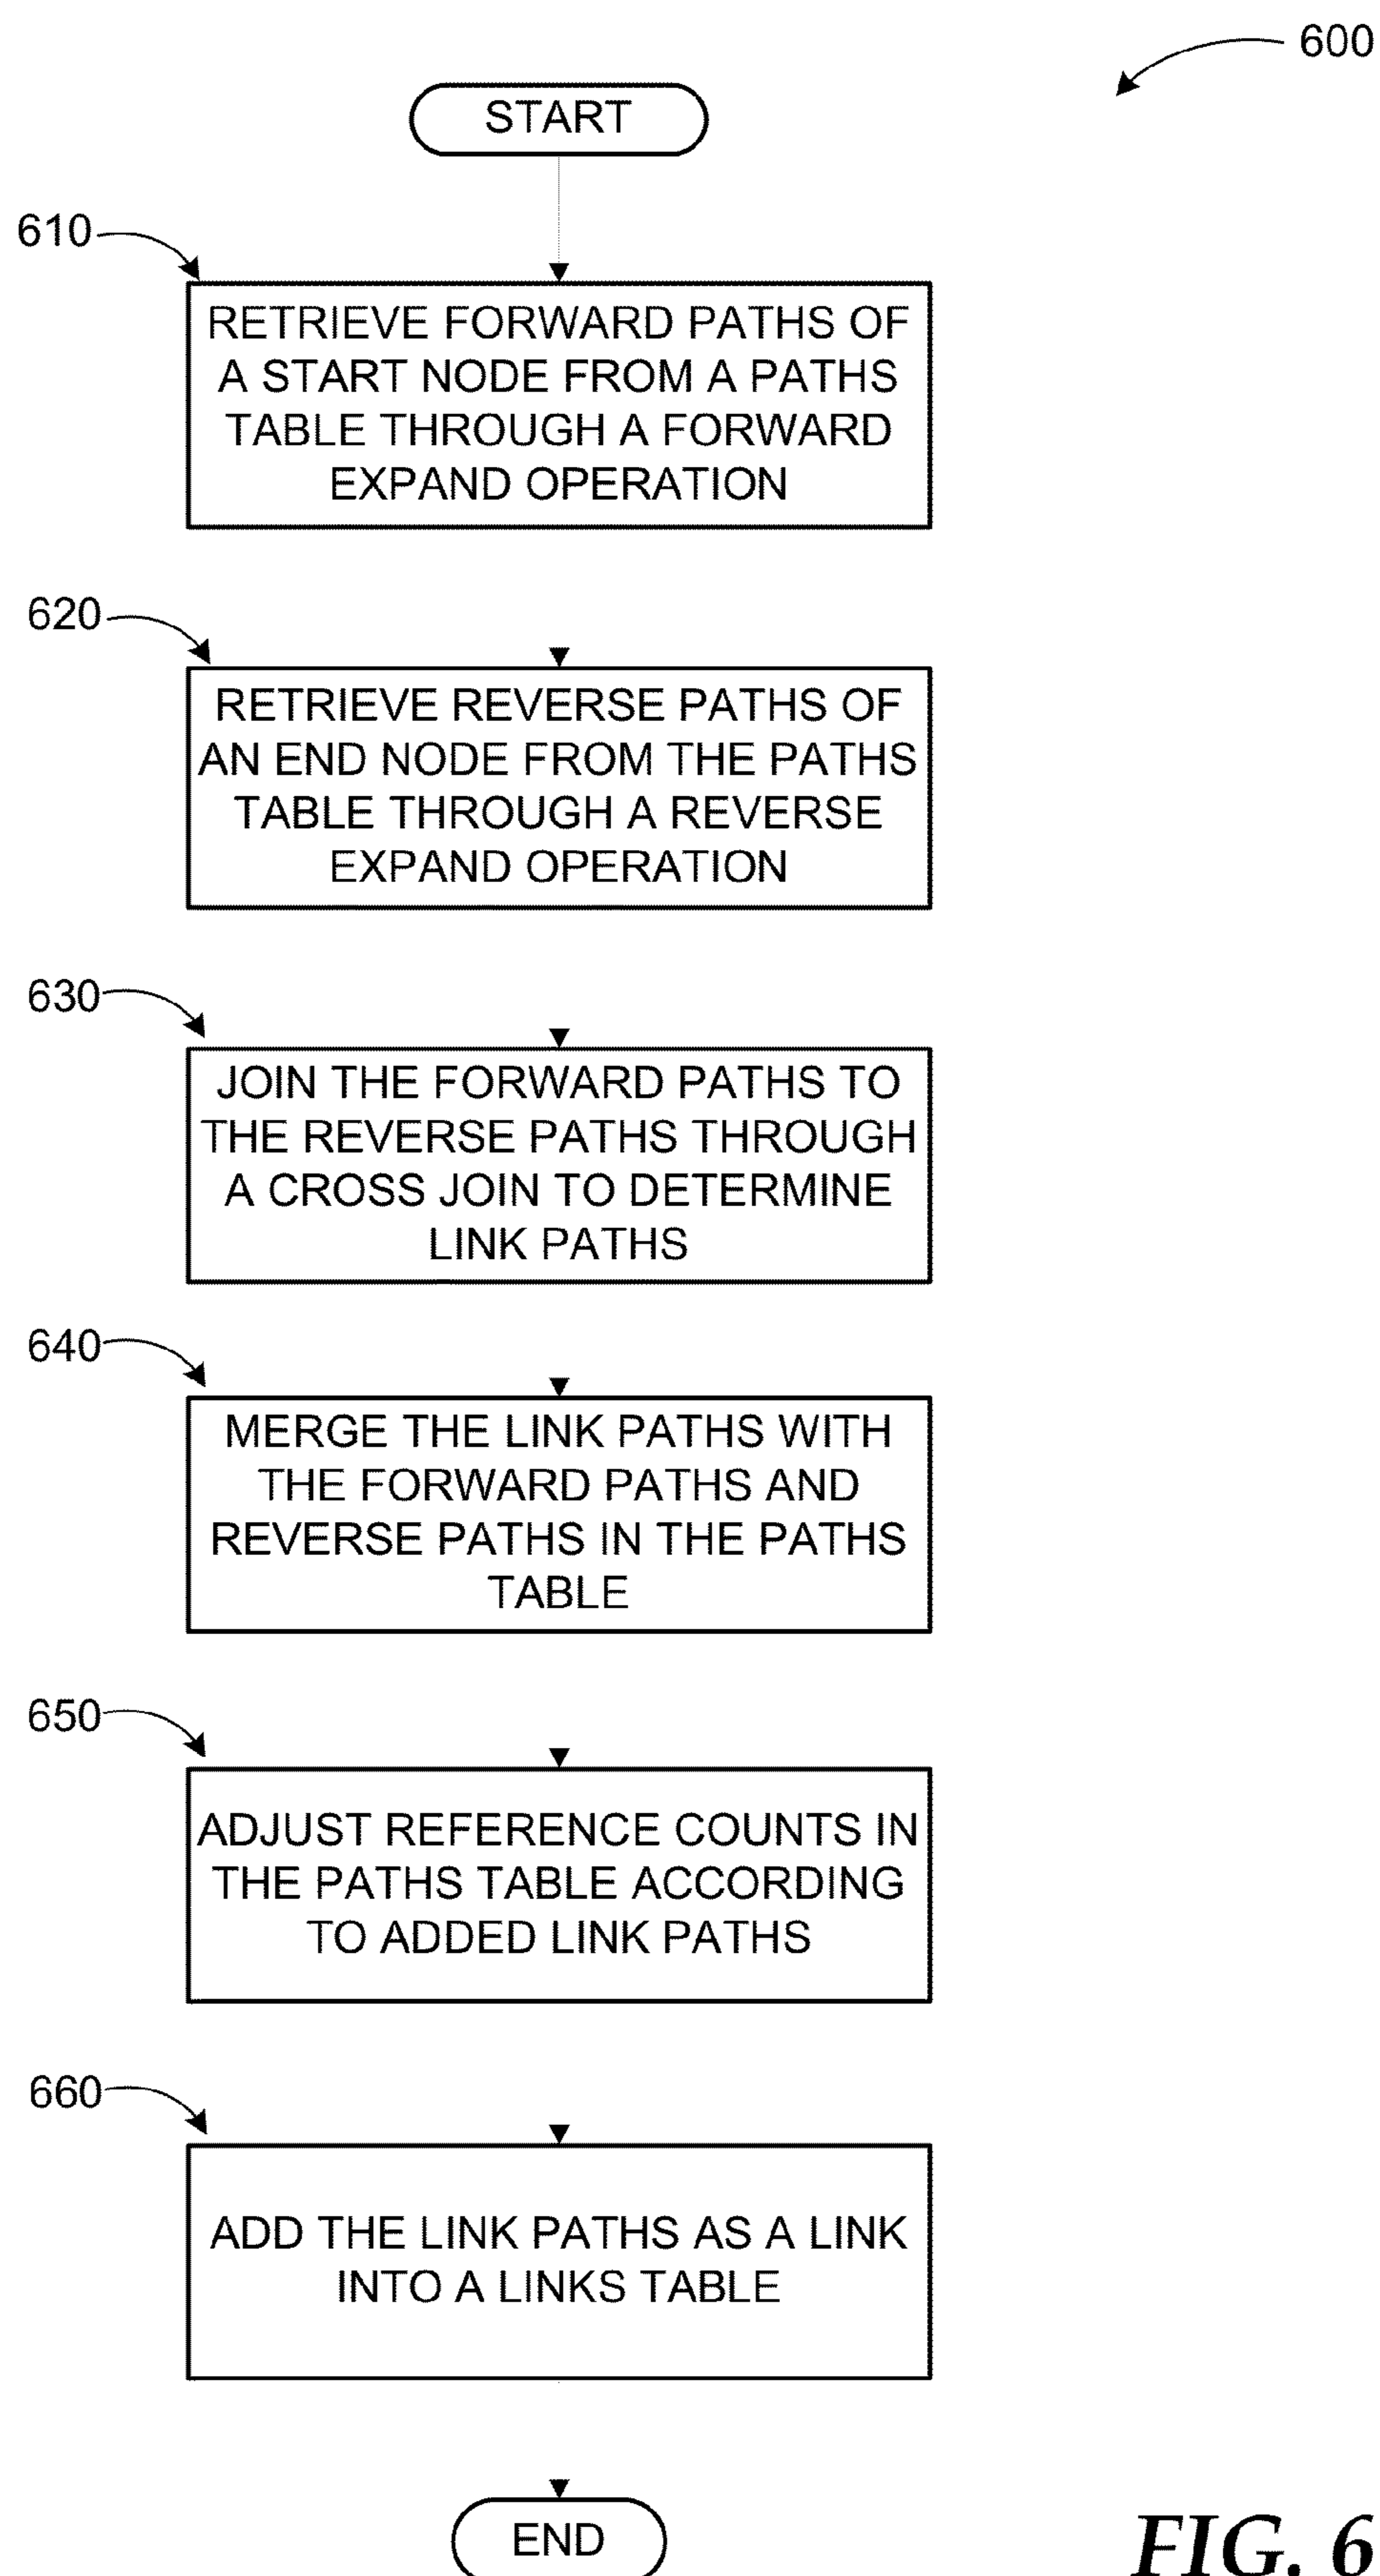 600
START
610
RETRIEVE FORWARD PATHS OF
A START NODE FROM A PATHS
TABLE THROUGH A FORWARD
EXPAND OPERATION
620
RETRIEVE REVERSE PATHS OF
AN END NODE FROM THE PATHS
TABLE THROUGH A REVERSE
EXPAND OPERATION
630
JOIN THE FORWARD PATHS TO
THE REVERSE PATHS THROUGH
A CROSS JOIN TO DETERMINE
LINK PATHS
640
MERGE THE LINK PATHS WITH
THE FORWARD PATHS AND
REVERSE PATHS IN THE PATHS
TABLE
650
ADJUST REFERENCE COUNTS IN
THE PATHS TABLE ACCORDING
TO ADDED LINK PATHS
660
ADD THE LINK PATHS AS A LINK
INTO A LINKS TABLE
END
FIG. 6